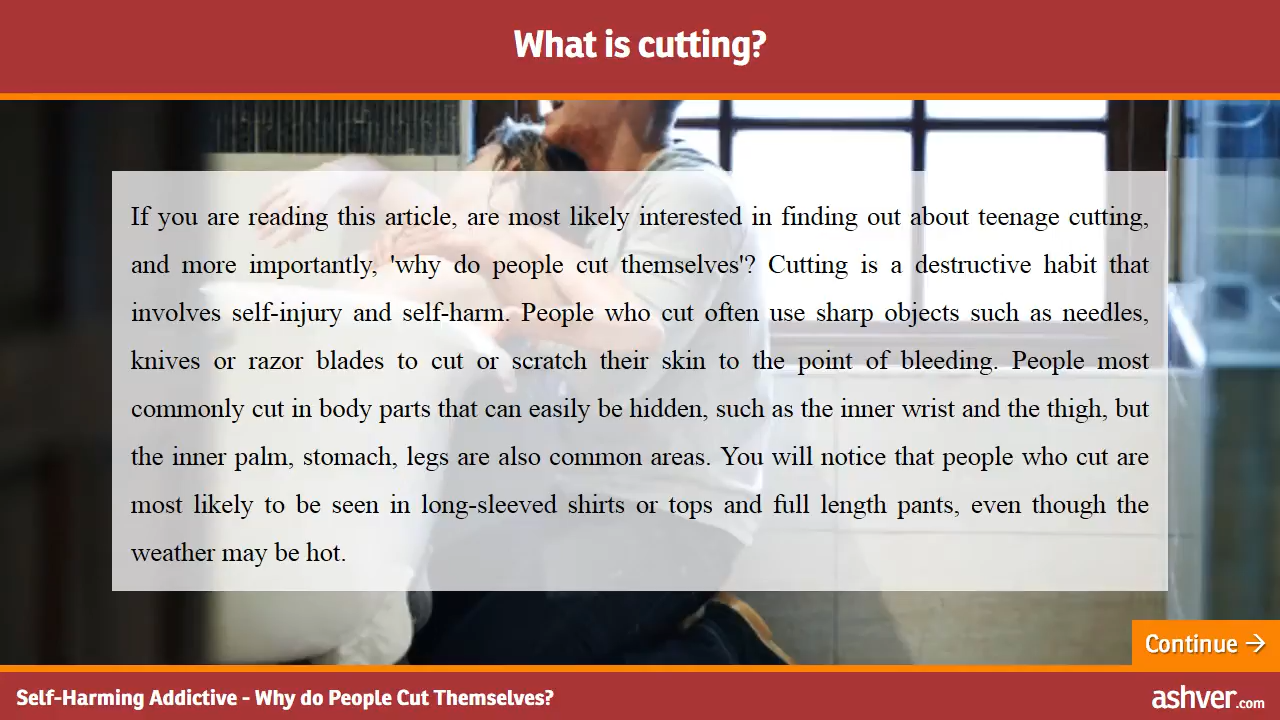 What is cutting?
If you are reading this article, are most likely interested in finding out about teenage cutting,
and more importantly, 'why do people cut themselves'? Cutting is a destructive habit that
involves self-injury and self-harm. People who cut often use sharp objects such as needles,
knives or razor blades to cut or scratch their skin to the point of bleeding. People most
commonly cut in body parts that can easily be hidden, such as the inner wrist and the thigh, but
the inner palm, stomach, legs are also common areas. You will notice that people who cut are
most likely to be seen in long-sleeved shirts or tops and full length pants, even though the
weather may be hot.
Continue →
Self-Harming Addictive - Why do People Cut Themselves?
ashver.com